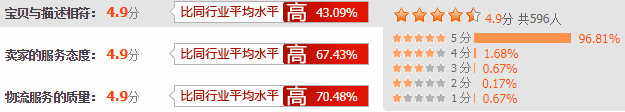 宝贝与描述相符：4.9分 比同行业平均水平 高 43.09%
卖家的服务态度：4.9分 比同行业平均水平 高 67.43%
物流服务的质量：4.9分 比同行业平均水平 高 70.48%
4.9分 共596人
5分 96.81%
4分 1.68%
3分 0.67%
2分 0.17%
1分 0.67%